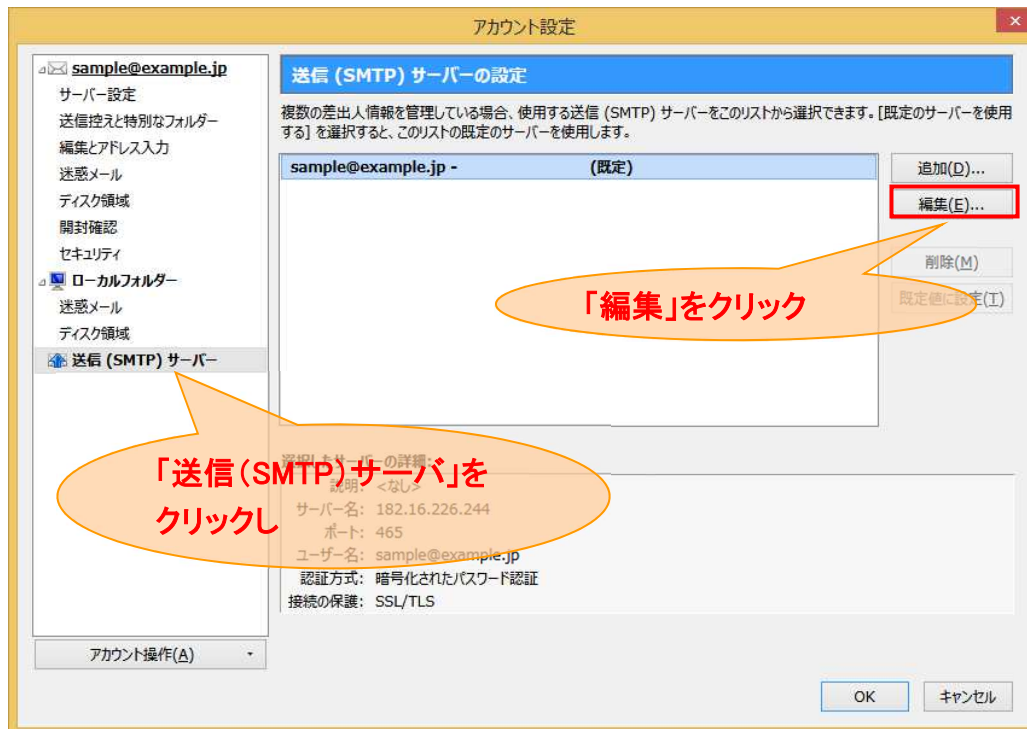 アカウント設定
×
sample@example.jp
サーバー設定
送信控えと特別なフォルダー
編集とアドレス入力
迷惑メール
ディスク領域
開封確認
セキュリティ
ローカルフォルダー
迷惑メール
ディスク領域
送信 (SMTP) サーバー
アカウント操作(A)
送信 (SMTP) サーバーの設定
複数の差出人情報を管理している場合、使用する送信 (SMTP) サーバーをこのリストから選択できます。[既定のサーバーを使用
する] を選択すると、このリストの既定のサーバーを使用します。
sample@example.jp - (既定)
追加(D)...
編集(E)...
削除(M)
既定値に設定(T)
「編集」をクリック
「送信(SMTP)サーバ」を
クリックし
選択したサーバーの詳細:
説明: <なし>
サーバー名: 182.16.226.244
ポート: 465
ユーザー名: sample@example.jp
認証方式: 暗号化されたパスワード認証
接続の保護: SSL/TLS
OK
キャンセル